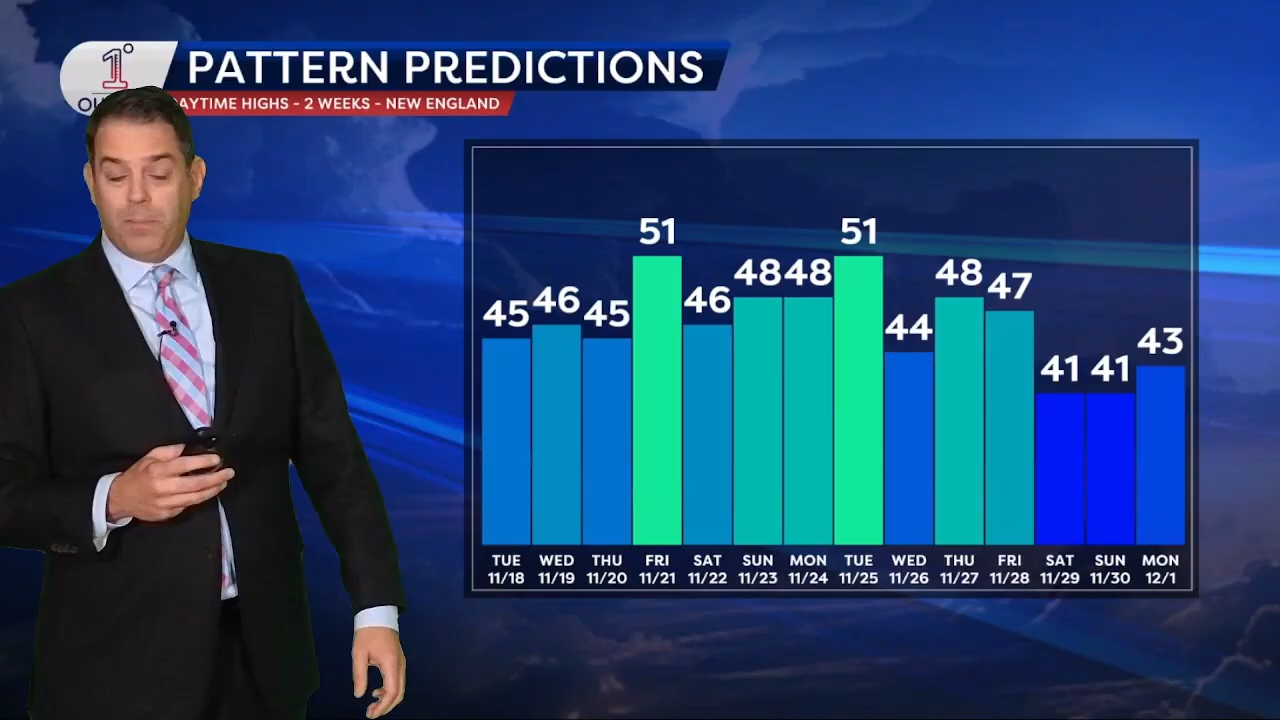 1°
PATTERN PREDICTIONS
DAYTIME HIGHS - 2 WEEKS - NEW ENGLAND
45 46 45 51 46 48 48 51 44 48 47 41 41 43
TUE WED THU FRI SAT SUN MON TUE WED THU FRI SAT SUN MON
11/18 11/19 11/20 11/21 11/22 11/23 11/24 11/25 11/26 11/27 11/28 11/29 11/30 12/1